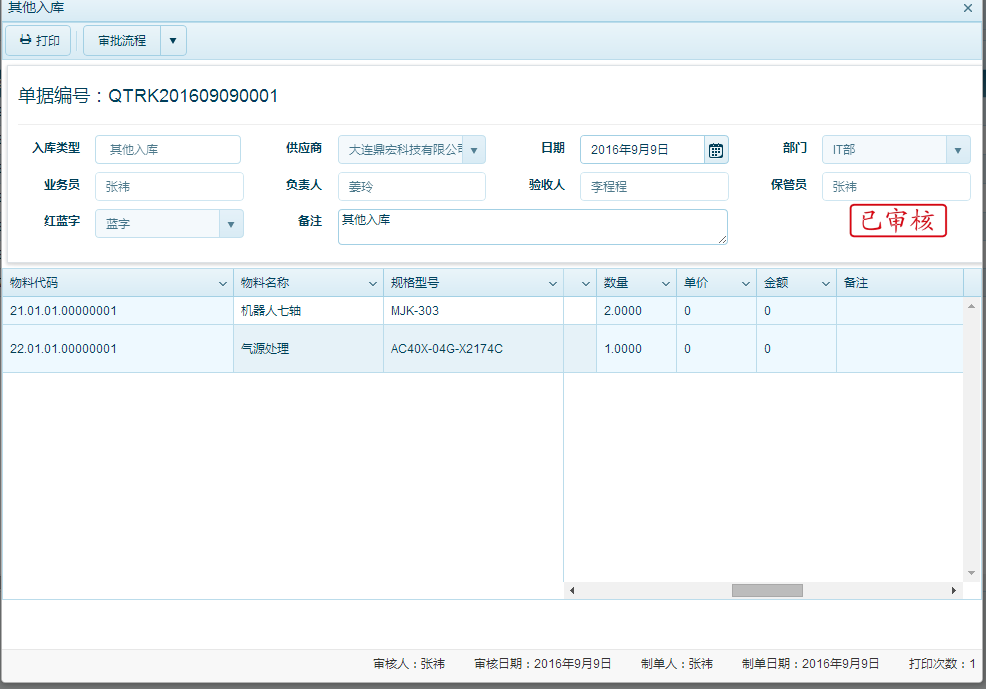 其他入库
打印 审批流程
单据编号：QTRK201609090001
入库类型 其他入库 供应商 大连鼎宏科技有限公司 日期 2016年9月9日 部门 IT部
业务员 张祎 负责人 姜玲 验收人 李程程 保管员 张祎
红蓝字 蓝字 备注 其他入库 已审核
物料代码 物料名称 规格型号 数量 单价 金额 备注
21.01.01.00000001 机器人七轴 MJK-303 2.0000 0 0
22.01.01.00000001 气源处理 AC40X-04G-X2174C 1.0000 0 0
审核人：张祎 审核日期：2016年9月9日 制单人：张祎 制单日期：2016年9月9日 打印次数：1